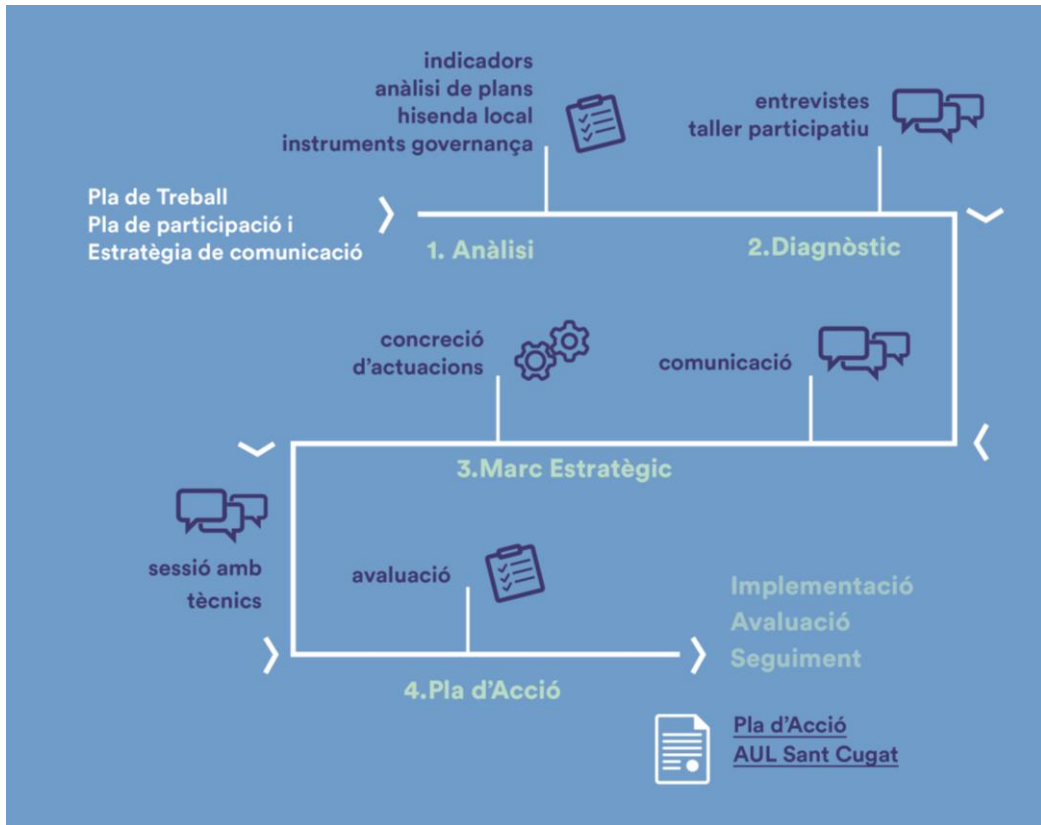 indicadors
anàlisi de plans
hisenda local
instruments governança
entrevistes
taller participatiu
Pla de Treball
Pla de participació i
Estratègia de comunicació
1. Anàlisi
2.Diagnòstic
concreció
d'actuacions
comunicació
3.Marc Estratègic
sessió amb
tècnics
avaluació
Implementació
Avaluació
Seguiment
4.Pla d'Acció
Pla d'Acció
AUL Sant Cugat